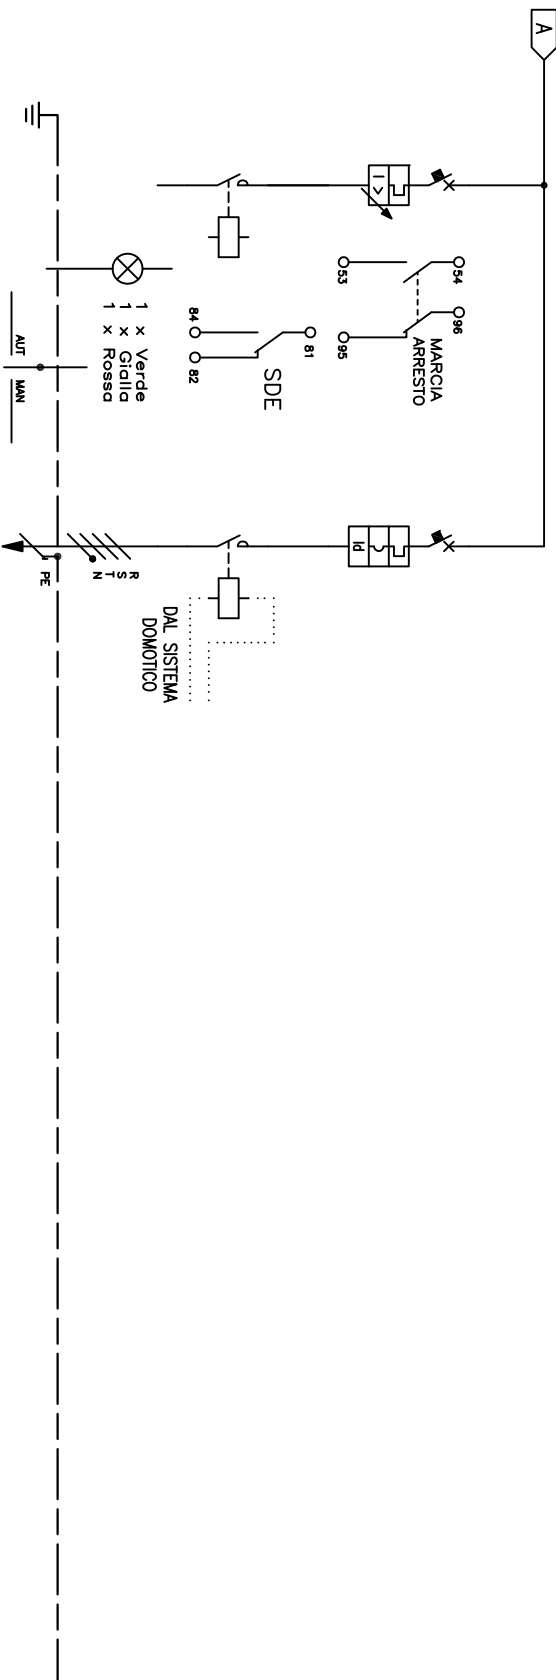 A
I >
54
53
96
95
MARCIA
ARRESTO
81
84
82
SDE
1 x Verde
1 x Gialla
1 x Rossa
AUT
MAN
Id
DAL SISTEMA
DOMOTICO
R
S
T
N
PE